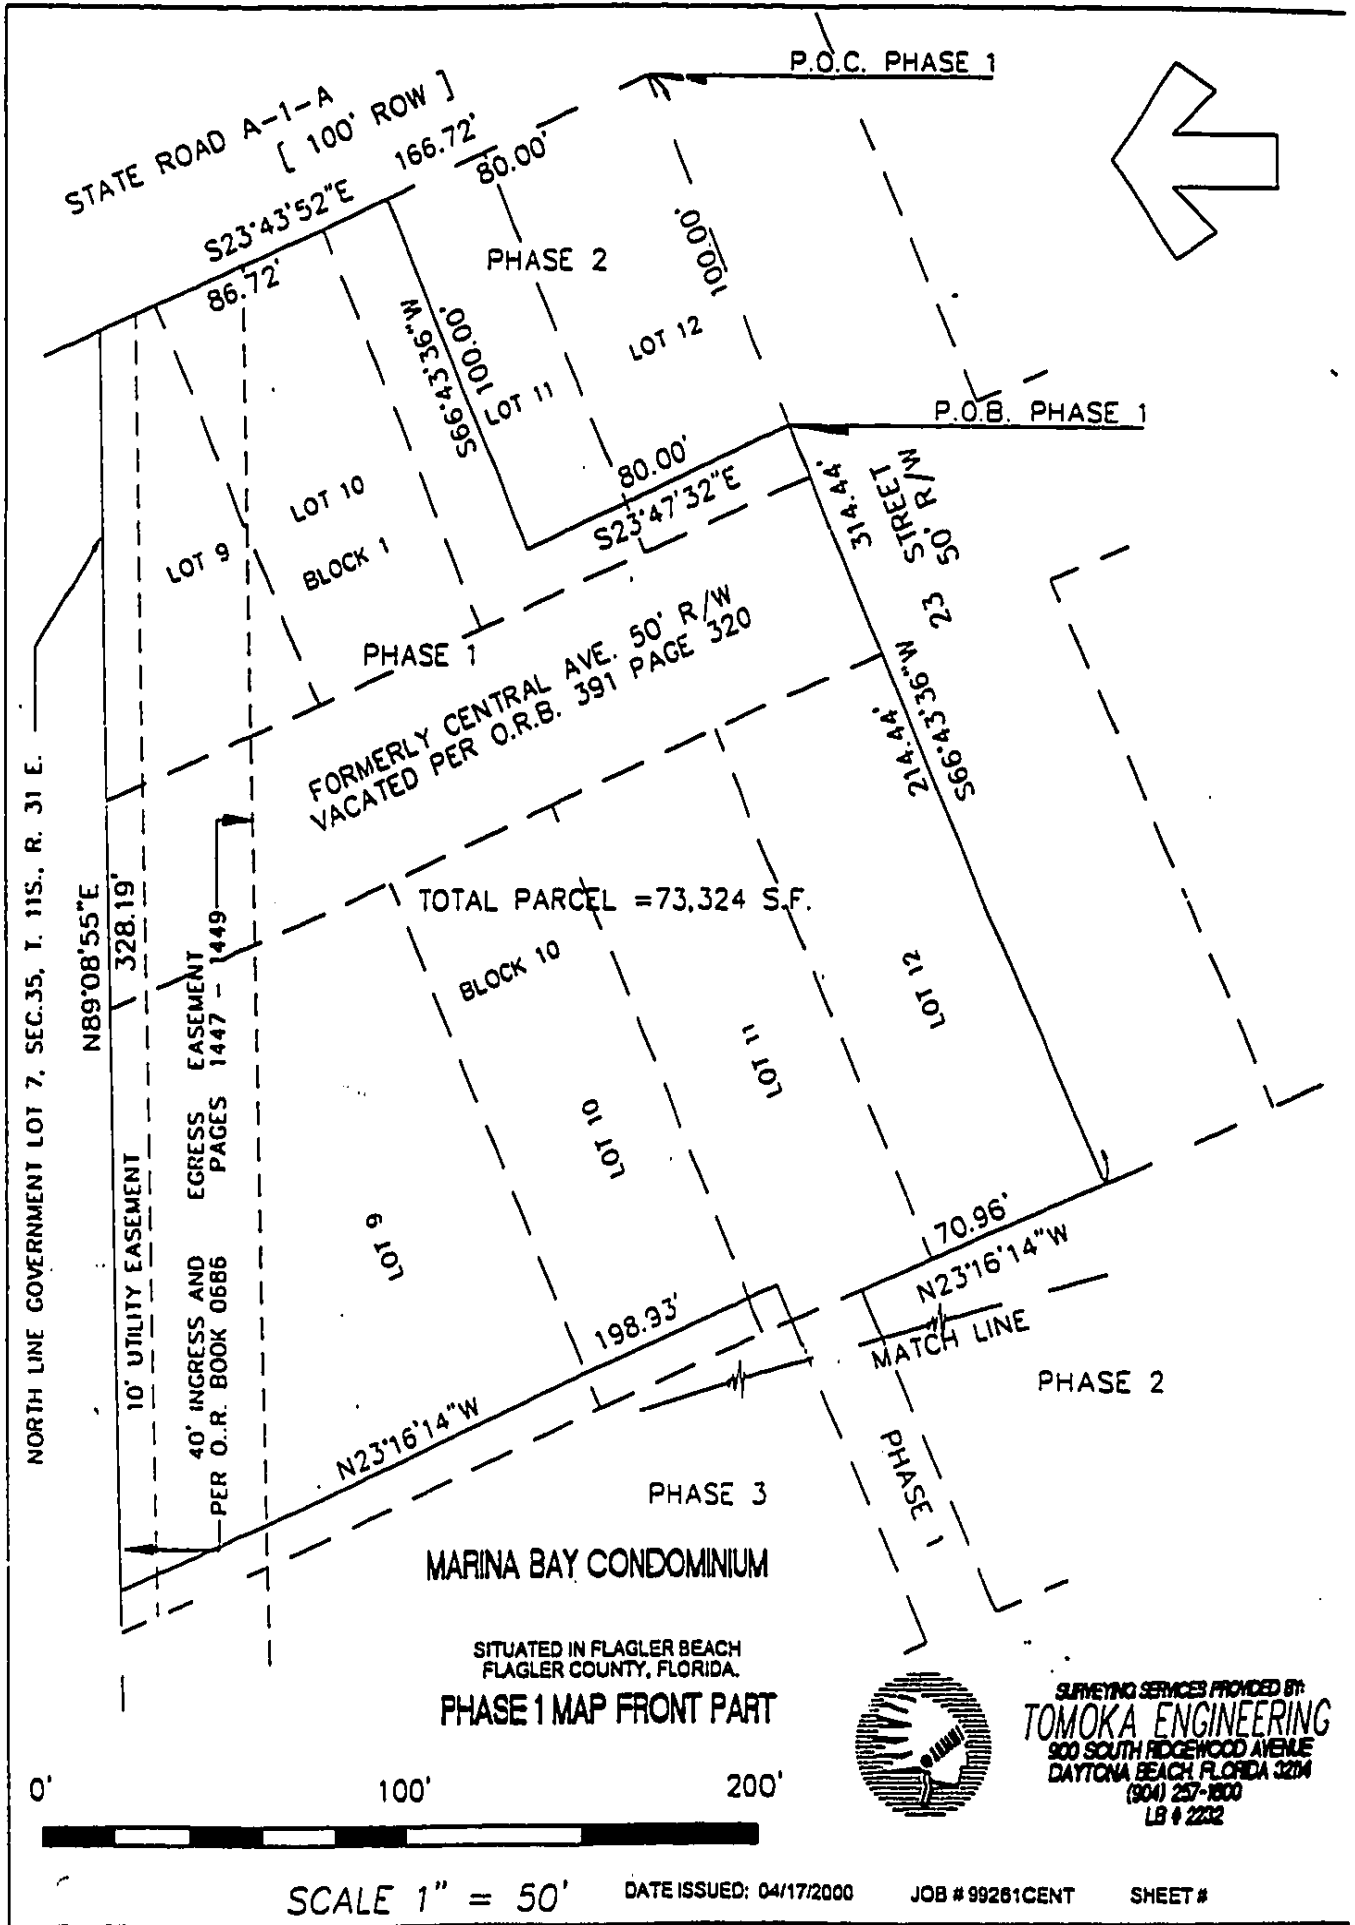 P.O.C. PHASE 1
STATE ROAD A-1-A
[ 100' ROW ]
166.72'
80.00'
S23°43'52"E
86.72'
PHASE 2
100.00'
S66°43'36"W
100.00'
LOT 12
LOT 11
P.O.B. PHASE 1
80.00'
S23°47'32"E
314.44'
23 STREET
50' R/W
LOT 10
LOT 9
BLOCK 1
PHASE 1
FORMERLY CENTRAL AVE. 50' R/W
VACATED PER O.R.B. 391 PAGE 320
214.44'
S66°43'36"W
NORTH LINE GOVERNMENT LOT 7, SEC.35, T. 11S., R. 31 E.
N89°08'55"E
328.19'
10' UTILITY EASEMENT
40' INGRESS AND EGRESS EASEMENT
PER O.R. BOOK 0686 PAGES 1447 - 1449
TOTAL PARCEL =73,324 S.F.
BLOCK 10
LOT 12
LOT 11
LOT 10
LOT 9
70.96'
N23°16'14"W
198.93'
N23°16'14"W
MATCH LINE
PHASE 2
PHASE 1
PHASE 3
MARINA BAY CONDOMINIUM
SITUATED IN FLAGLER BEACH
FLAGLER COUNTY, FLORIDA.
PHASE 1 MAP FRONT PART
SURVEYING SERVICES PROVIDED BY:
TOMOKA ENGINEERING
900 SOUTH RIDGEWOOD AVENUE
DAYTONA BEACH FLORIDA
(904) 257-1600
LB # 2232
0' 100' 200'
SCALE 1" = 50'
DATE ISSUED: 04/17/2000 JOB # 99261CENT SHEET #